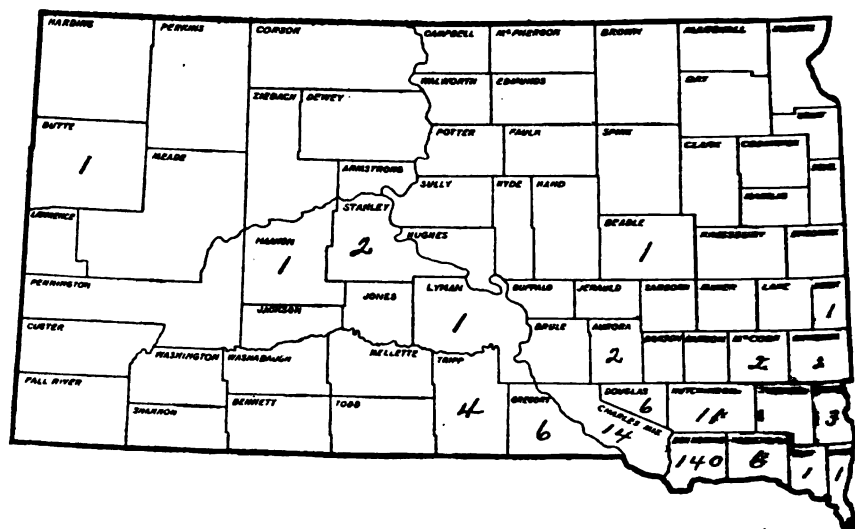 HARDING PERKINS CORSON CAMPBELL McPHERSON BROWN MARSHALL
WALWORTH EDMUNDS DAY
ZIEBACH DEWEY
BUTTE POTTER FAULK SPINK CLARK CODINGTON
1 MEADE ARMSTRONG
SULLY HYDE HAND
LAWRENCE STANLEY BEADLE
HAAKON 2 HUGHES 1 KINGSBURY
1
PENNINGTON JONES LYMAN BUFFALO JERAULD SANBORN MINER LAKE
JACKSON 1 1
CUSTER BRULE AURORA McCOOK
WASHINGTON WASHABAUGH MELLETTE TRIPP 2 2 2
FALL RIVER DOUGLAS HUTCHINSON
SHANNON BENNETT TODD 4 GREGORY 6 3
6 CHARLES MIX
14
140
1 1